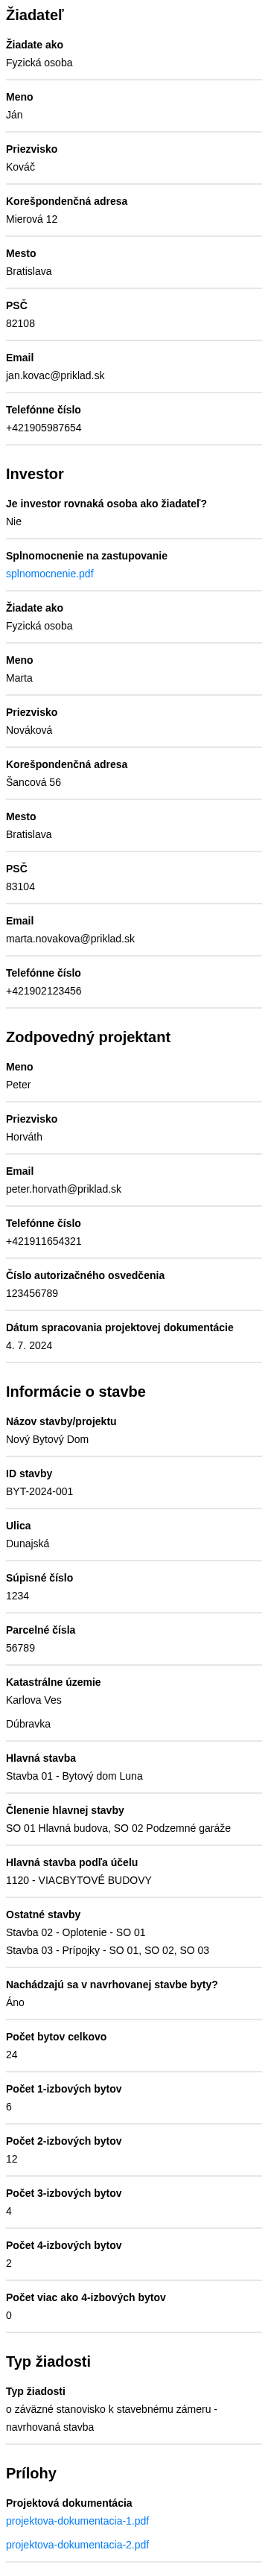 Žiadateľ
Žiadate ako
Fyzická osoba
Meno
Ján
Priezvisko
Kováč
Korešpondenčná adresa
Mierová 12
Mesto
Bratislava
PSČ
82108
Email
jan.kovac@priklad.sk
Telefónne číslo
+421905987654
Investor
Je investor rovnaká osoba ako žiadateľ?
Nie
Splnomocnenie na zastupovanie
splnomocnenie.pdf
Žiadate ako
Fyzická osoba
Meno
Marta
Priezvisko
Nováková
Korešpondenčná adresa
Šancová 56
Mesto
Bratislava
PSČ
83104
Email
marta.novakova@priklad.sk
Telefónne číslo
+421902123456
Zodpovedný projektant
Meno
Peter
Priezvisko
Horváth
Email
peter.horvath@priklad.sk
Telefónne číslo
+421911654321
Číslo autorizačného osvedčenia
123456789
Dátum spracovania projektovej dokumentácie
4. 7. 2024
Informácie o stavbe
Názov stavby/projektu
Nový Bytový Dom
ID stavby
BYT-2024-001
Ulica
Dunajská
Súpisné číslo
1234
Parcelné čísla
56789
Katastrálne územie
Karlova Ves
Dúbravka
Hlavná stavba
Stavba 01 - Bytový dom Luna
Členenie hlavnej stavby
SO 01 Hlavná budova, SO 02 Podzemné garáže
Hlavná stavba podľa účelu
1120 - VIACBYTOVÉ BUDOVY
Ostatné stavby
Stavba 02 - Oplotenie - SO 01
Stavba 03 - Prípojky - SO 01, SO 02, SO 03
Nachádzajú sa v navrhovanej stavbe byty?
Áno
Počet bytov celkovo
24
Počet 1-izbových bytov
6
Počet 2-izbových bytov
12
Počet 3-izbových bytov
4
Počet 4-izbových bytov
2
Počet viac ako 4-izbových bytov
0
Typ žiadosti
Typ žiadosti
o záväzné stanovisko k stavebnému zámeru -
navrhovaná stavba
Prílohy
Projektová dokumentácia
projektova-dokumentacia-1.pdf
projektova-dokumentacia-2.pdf